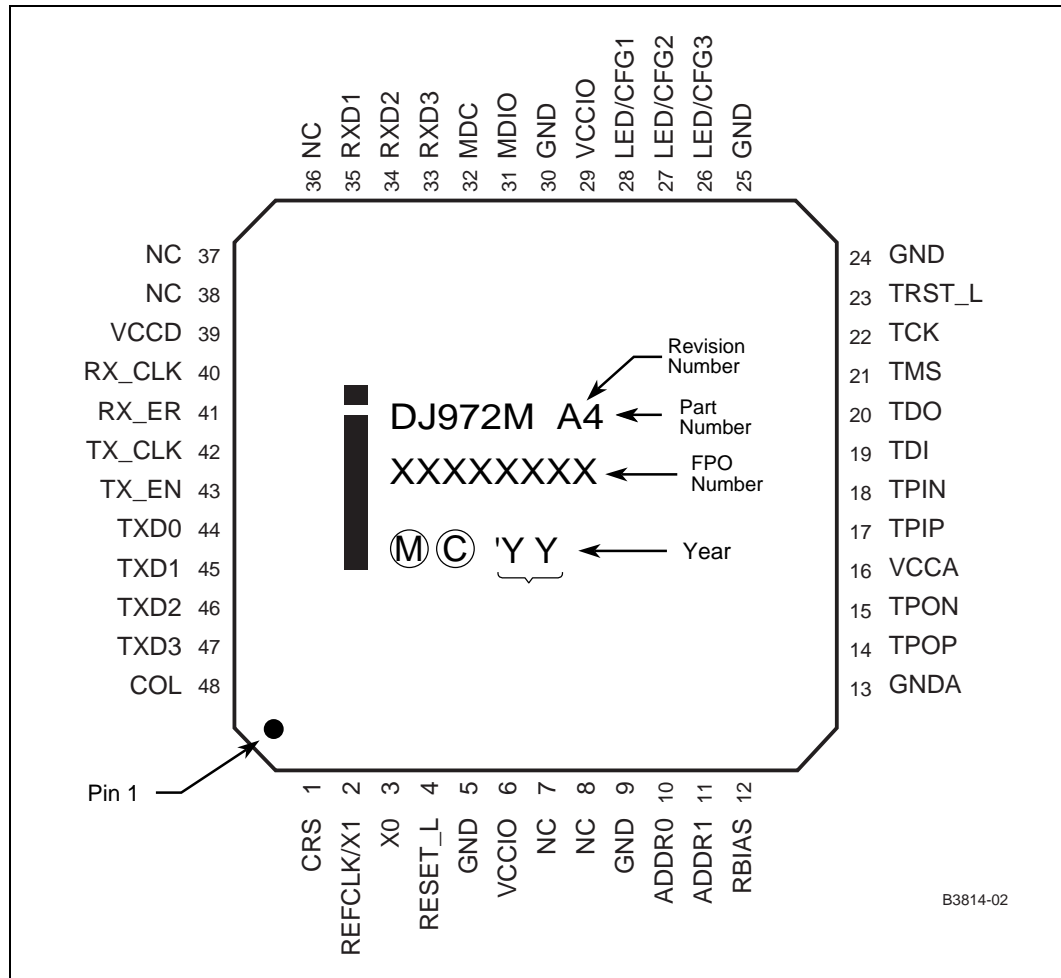 36 NC
35 RXD1
34 RXD2
33 RXD3
32 MDC
31 MDIO
30 GND
29 VCCIO
28 LED/CFG1
27 LED/CFG2
26 LED/CFG3
25 GND
NC 37
NC 38
VCCD 39
RX_CLK 40
RX_ER 41
TX_CLK 42
TX_EN 43
TXD0 44
TXD1 45
TXD2 46
TXD3 47
COL 48
Revision
Number
DJ972M A4
Part
Number
XXXXXXXX
FPO
Number
M C 'Y Y
Year
24 GND
23 TRST_L
22 TCK
21 TMS
20 TDO
19 TDI
18 TPIN
17 TPIP
16 VCCA
15 TPON
14 TPOP
13 GNDA
Pin 1
CRS 1
REFCLK/X1 2
X0 3
RESET_L 4
GND 5
VCCIO 6
NC 7
NC 8
GND 9
ADDR0 10
ADDR1 11
RBIAS 12
B3814-02